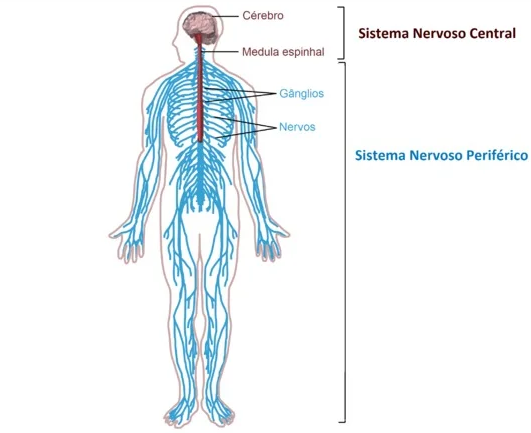 Cérebro
Sistema Nervoso Central
Medula espinhal
Gânglios
Nervos
Sistema Nervoso Periférico